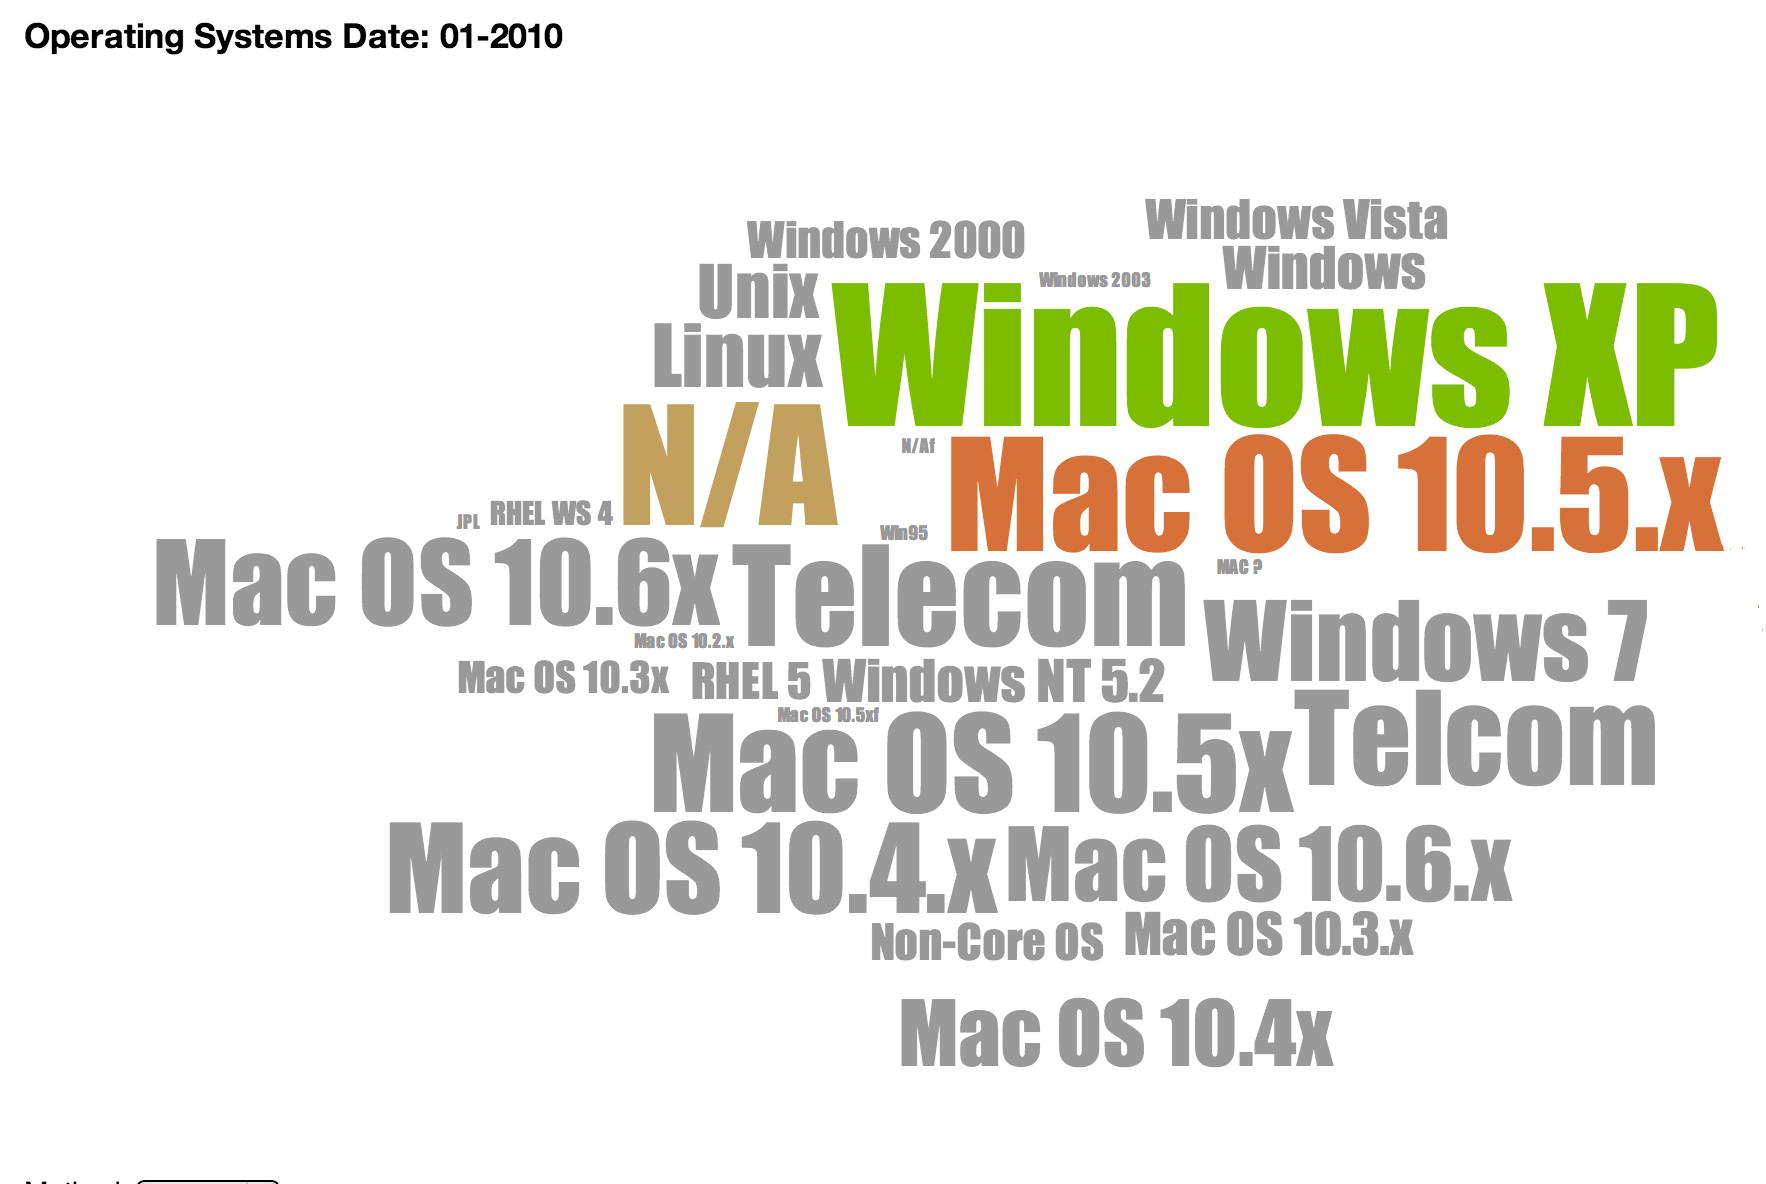 Operating Systems Date: 01-2010
Windows Vista
Windows 2000
Windows
Unix
Windows 2003
Windows XP
Linux
N/A
N/Af
Mac OS 10.5.x
JPL
RHEL WS 4
Win95
Mac OS 10.6x
Telecom
MAC ?
Windows 7
Mac OS 10.2.x
Mac OS 10.3x
RHEL 5
Windows NT 5.2
Mac OS 10.5xf
Telcom
Mac OS 10.5x
Mac OS 10.4.x
Mac OS 10.6.x
Non-Core OS
Mac OS 10.3.x
Mac OS 10.4x